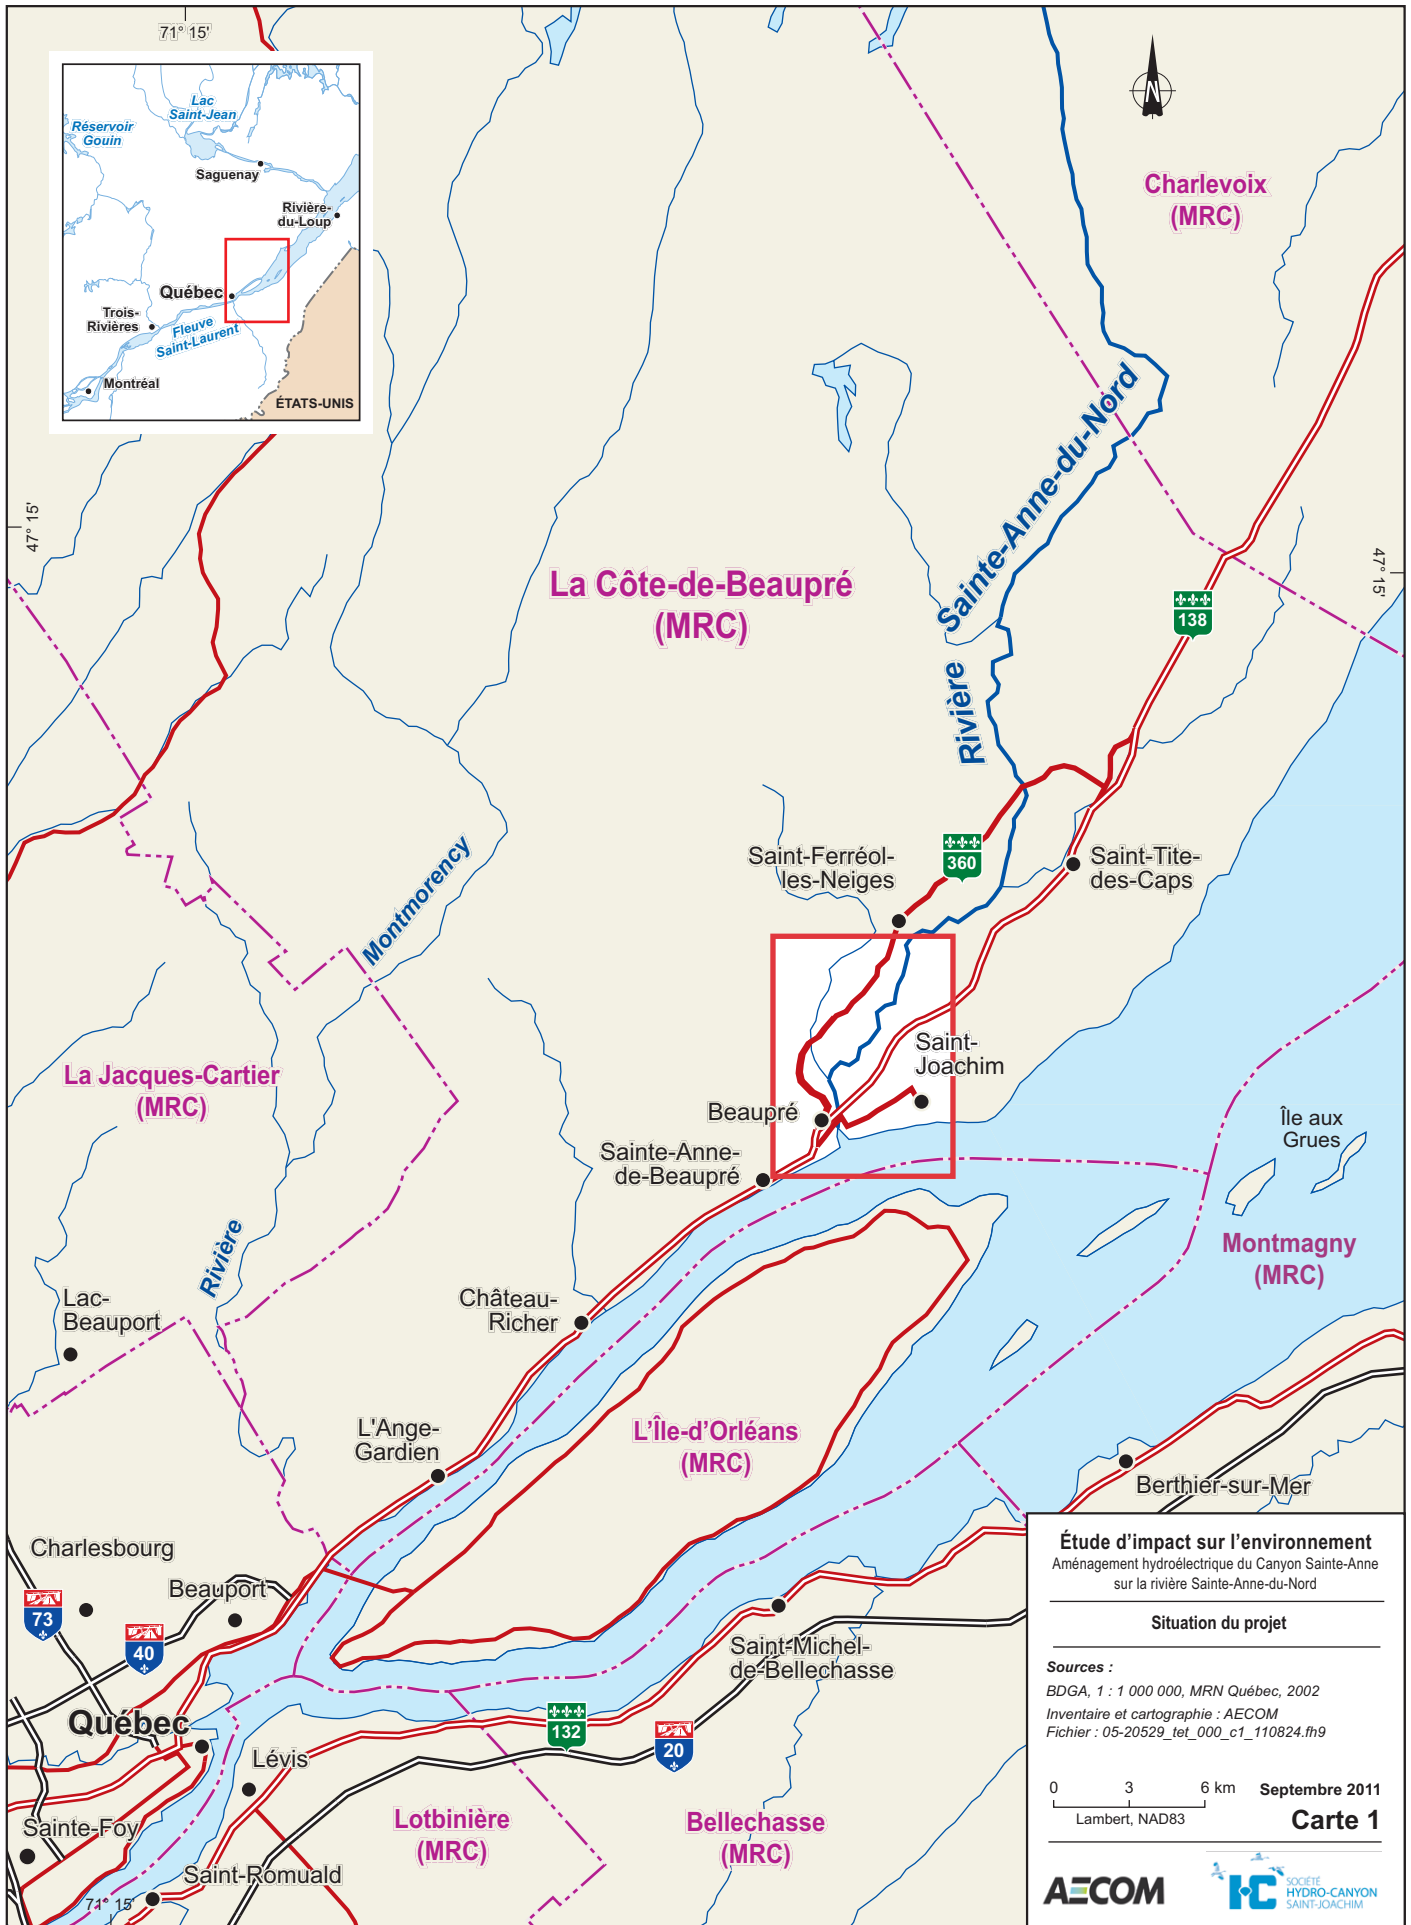 71° 15'
Lac
Saint-Jean
Réservoir
Gouin
Saguenay
Rivière-
du-Loup
Québec
Trois-
Rivières
Fleuve
Saint-Laurent
Montréal
ÉTATS-UNIS
N
Charlevoix
(MRC)
47° 15'
47° 15'
La Côte-de-Beaupré
(MRC)
Rivière Sainte-Anne-du-Nord
138
360
Saint-Ferréol-
les-Neiges
Saint-Tite-
des-Caps
Montmorency
Saint-
Joachim
La Jacques-Cartier
(MRC)
Beaupré
Sainte-Anne-
de-Beaupré
Île aux
Grues
Montmagny
(MRC)
Rivière
Lac-
Beauport
Château-
Richer
L'Ange-
Gardien
L'Île-d'Orléans
(MRC)
Berthier-sur-Mer
Charlesbourg
Beauport
73
40
Saint-Michel-
de-Bellechasse
Québec
132
20
Lévis
Sainte-Foy
Lotbinière
(MRC)
Bellechasse
(MRC)
Saint-Romuald
71° 15'
Étude d'impact sur l'environnement
Aménagement hydroélectrique du Canyon Sainte-Anne
sur la rivière Sainte-Anne-du-Nord
Situation du projet
Sources :
BDGA, 1 : 1 000 000, MRN Québec, 2002
Inventaire et cartographie : AECOM
Fichier : 05-20529_tet_000_c1_110824.fh9
0 3 6 km
Septembre 2011
Lambert, NAD83
Carte 1
AECOM
HC
SOCIÉTÉ
HYDRO-CANYON
SAINT-JOACHIM